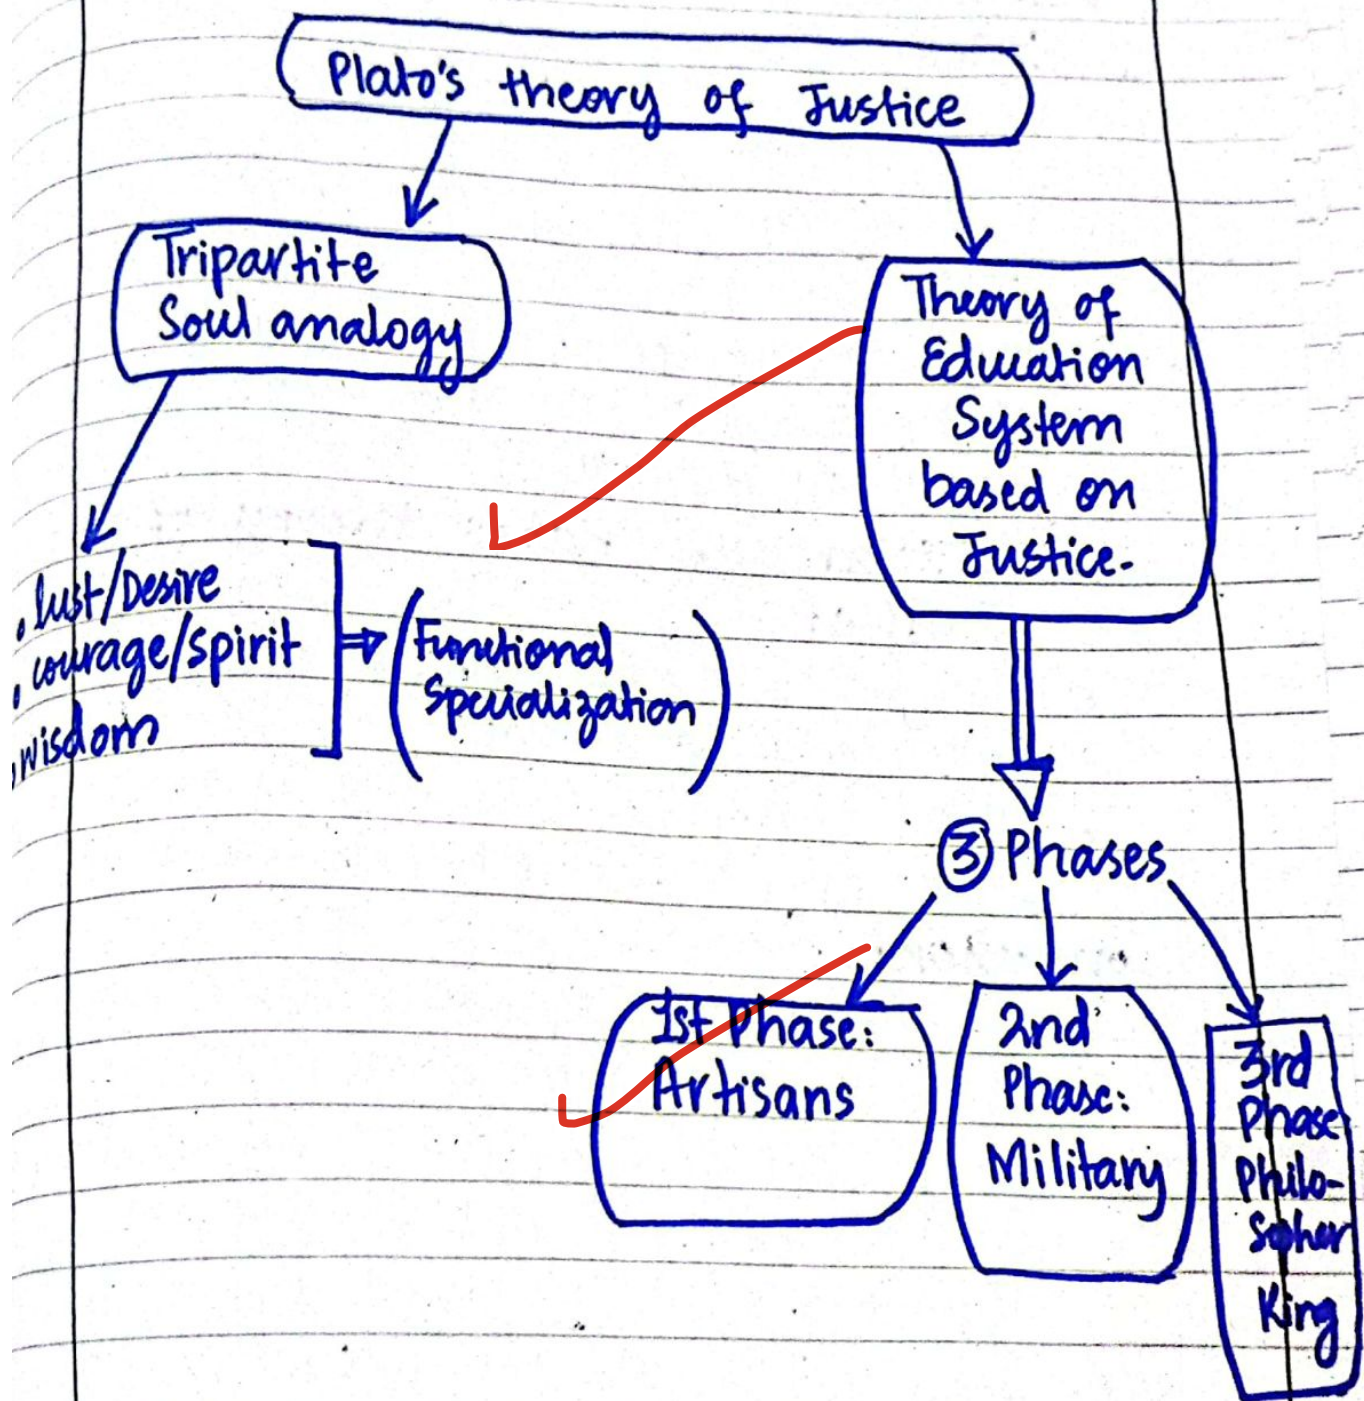 Plato's theory of Justice
Tripartite
Soul analogy
Theory of
Education
System
based on
Justice.
. lust/Desire
. courage/spirit
. wisdom
⇒ (Functional
Specialization)
③ Phases
1st Phase:
Artisans
2nd
Phase:
Military
3rd
Phase
Philo-
sopher
King